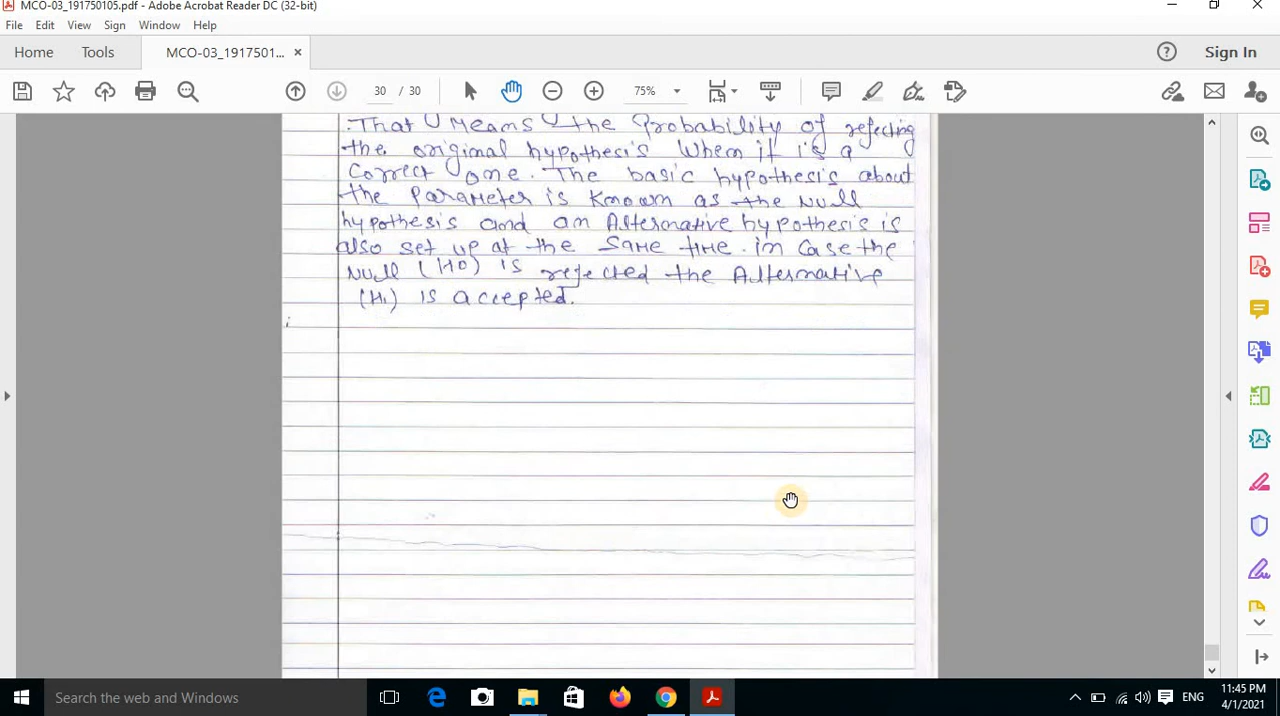 MCO-03_191750105.pdf - Adobe Acrobat Reader DC (32-bit)
File Edit View Sign Window Help
Home Tools MCO-03_1917501... × Sign In
30 / 30 75%
.That Means the Probability of rejecting
the original hypothesis When it is a
Correct one. The basic hypothesis about
the Parameter is Known as the Null
hypothesis and an Alternative hypothesis is
also set up at the Same time. in Case the
Null (H0) is rejected the Alternative
(H1) is accepted.
Search the web and Windows
ENG
11:45 PM
4/1/2021